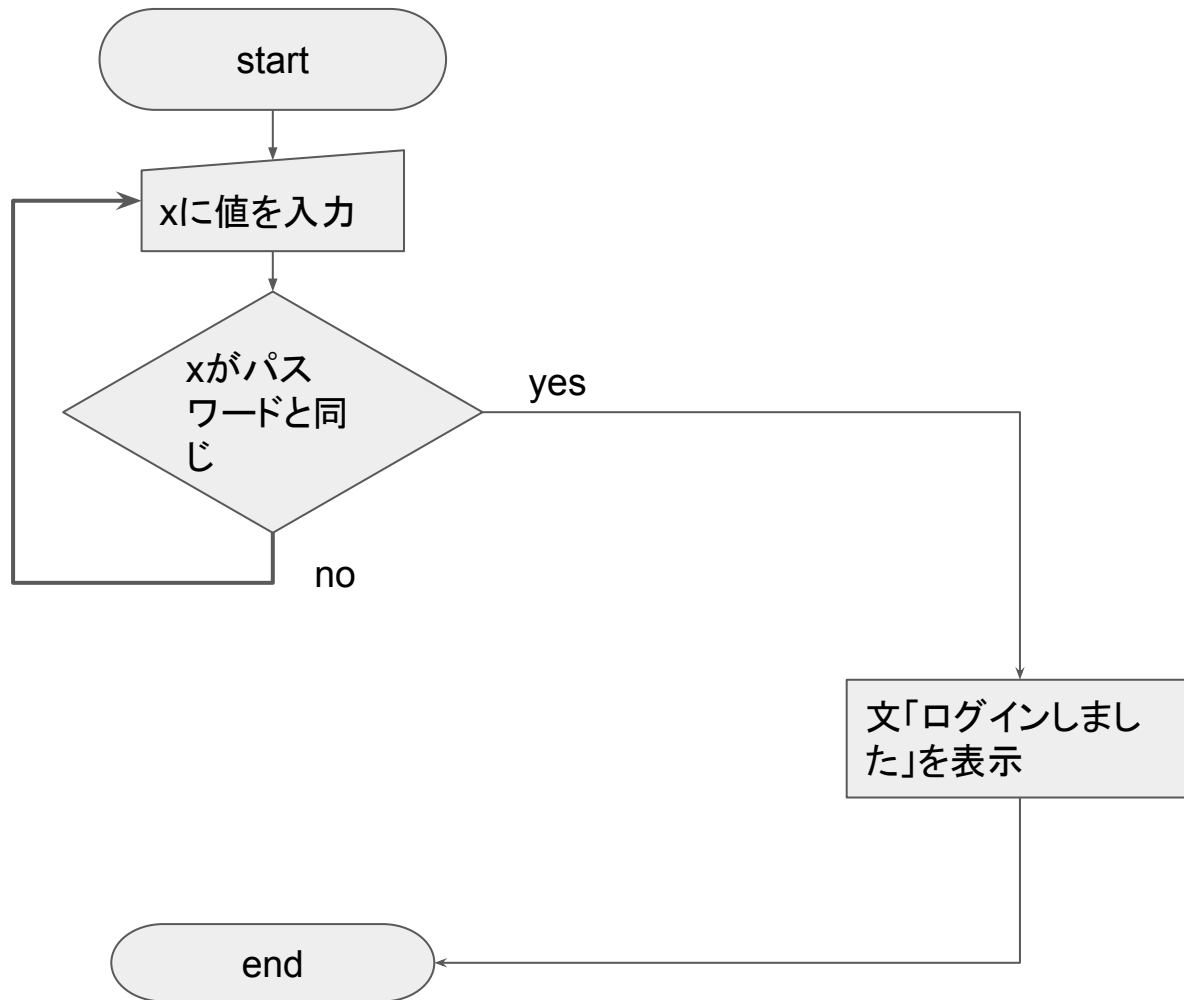 start
xに値を入力
xがパス
ワードと同
じ
yes
no
文「ログインしまし
た」を表示
end